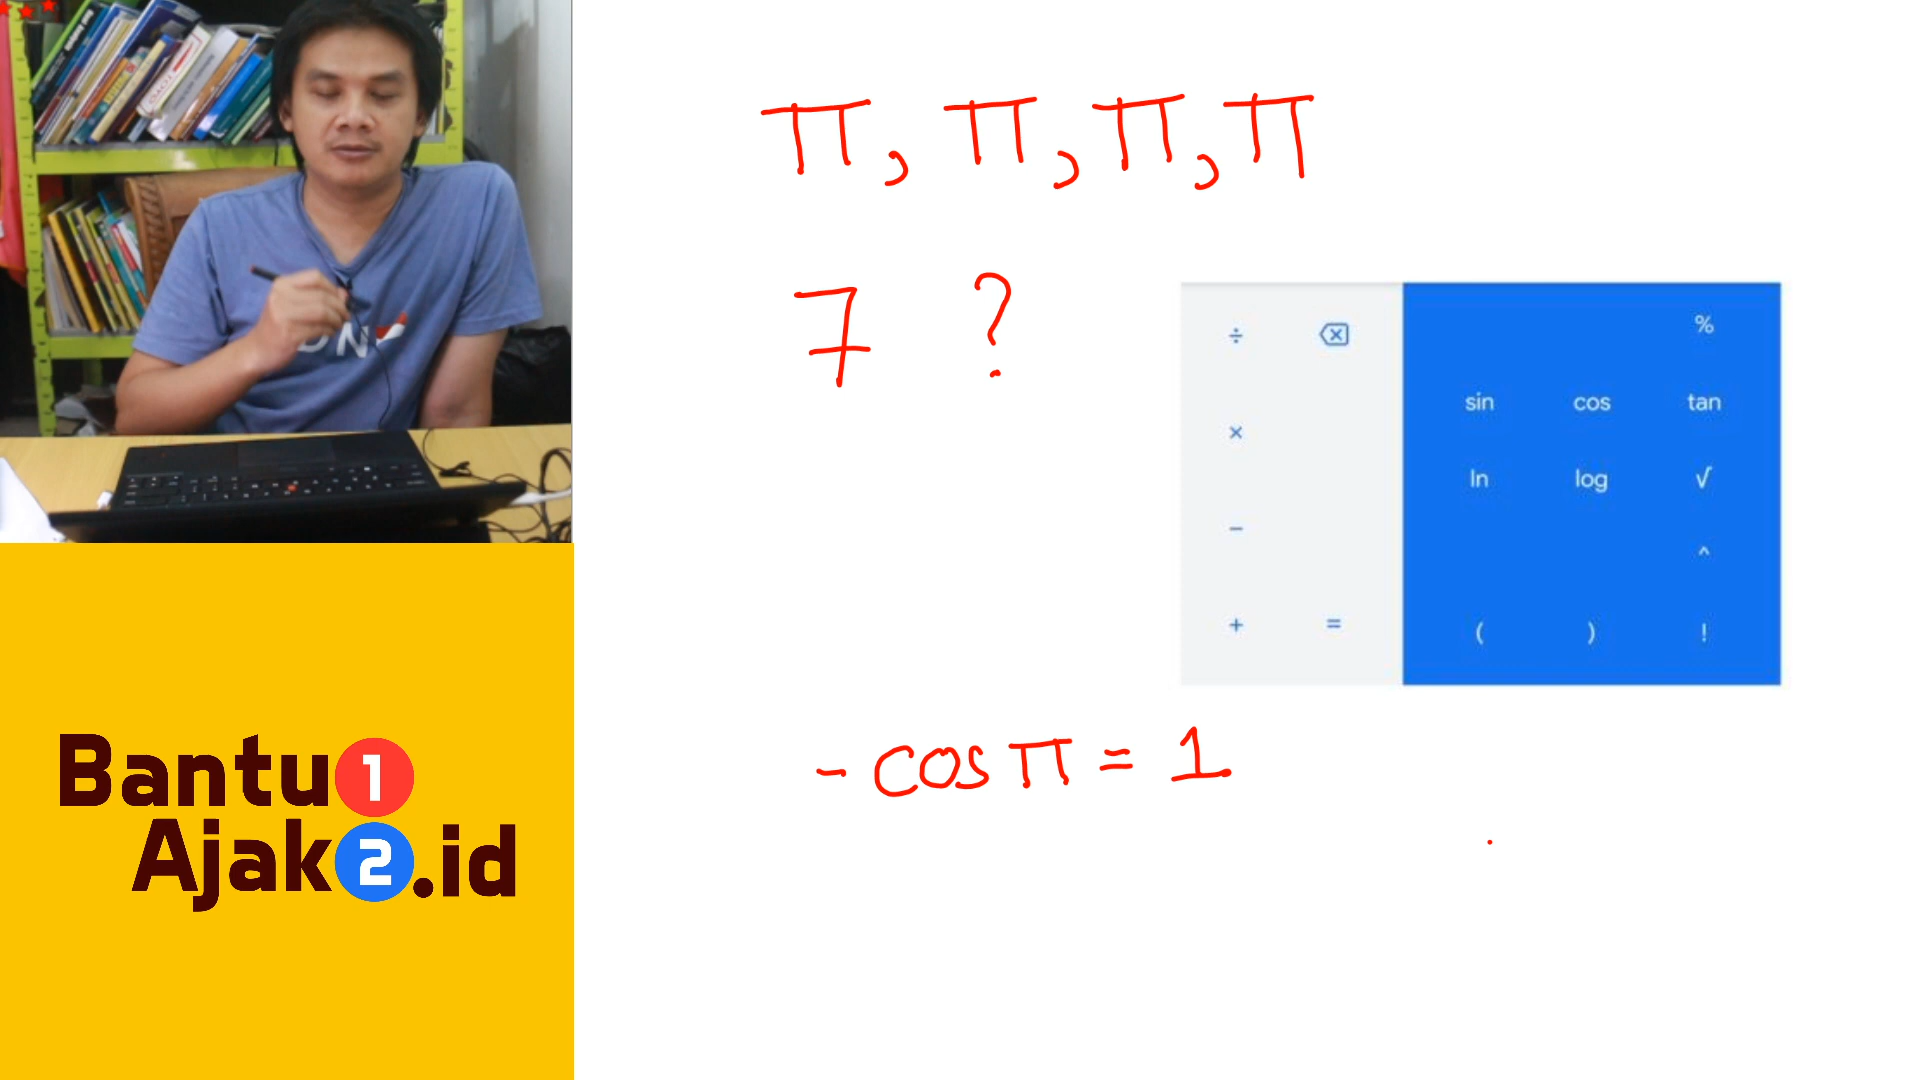 π, π, π, π
7 ?
÷ %
sin cos tan
×
ln log √
− ^
+ = ( ) !
- cos π = 1
Bantu1
Ajak2.id